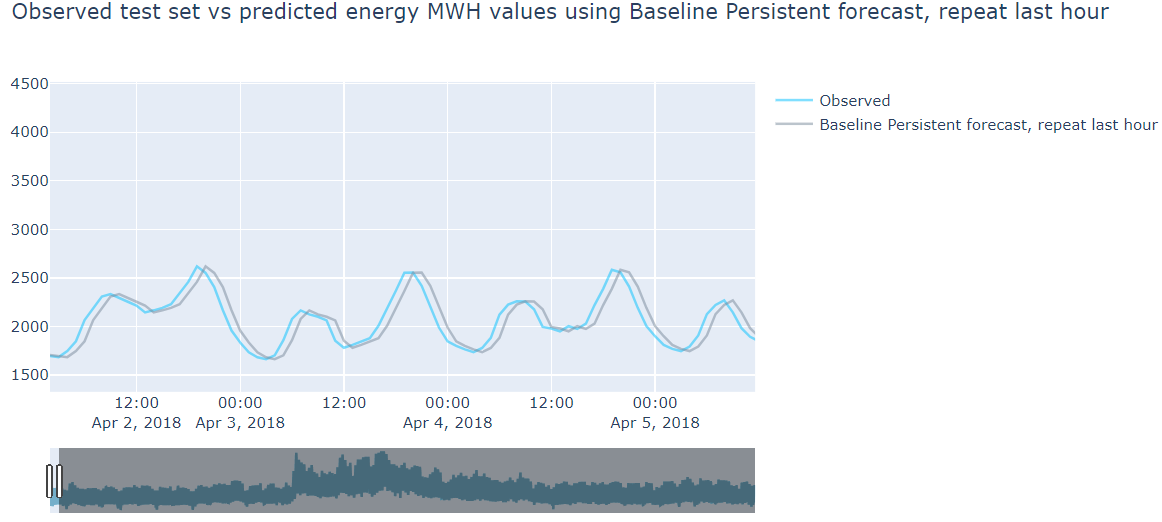 Observed test set vs predicted energy MWH values using Baseline Persistent forecast, repeat last hour
4500
4000
3500
3000
2500
2000
1500
Observed
Baseline Persistent forecast, repeat last hour
12:00 00:00 12:00 00:00 12:00 00:00
Apr 2, 2018 Apr 3, 2018 Apr 4, 2018 Apr 5, 2018